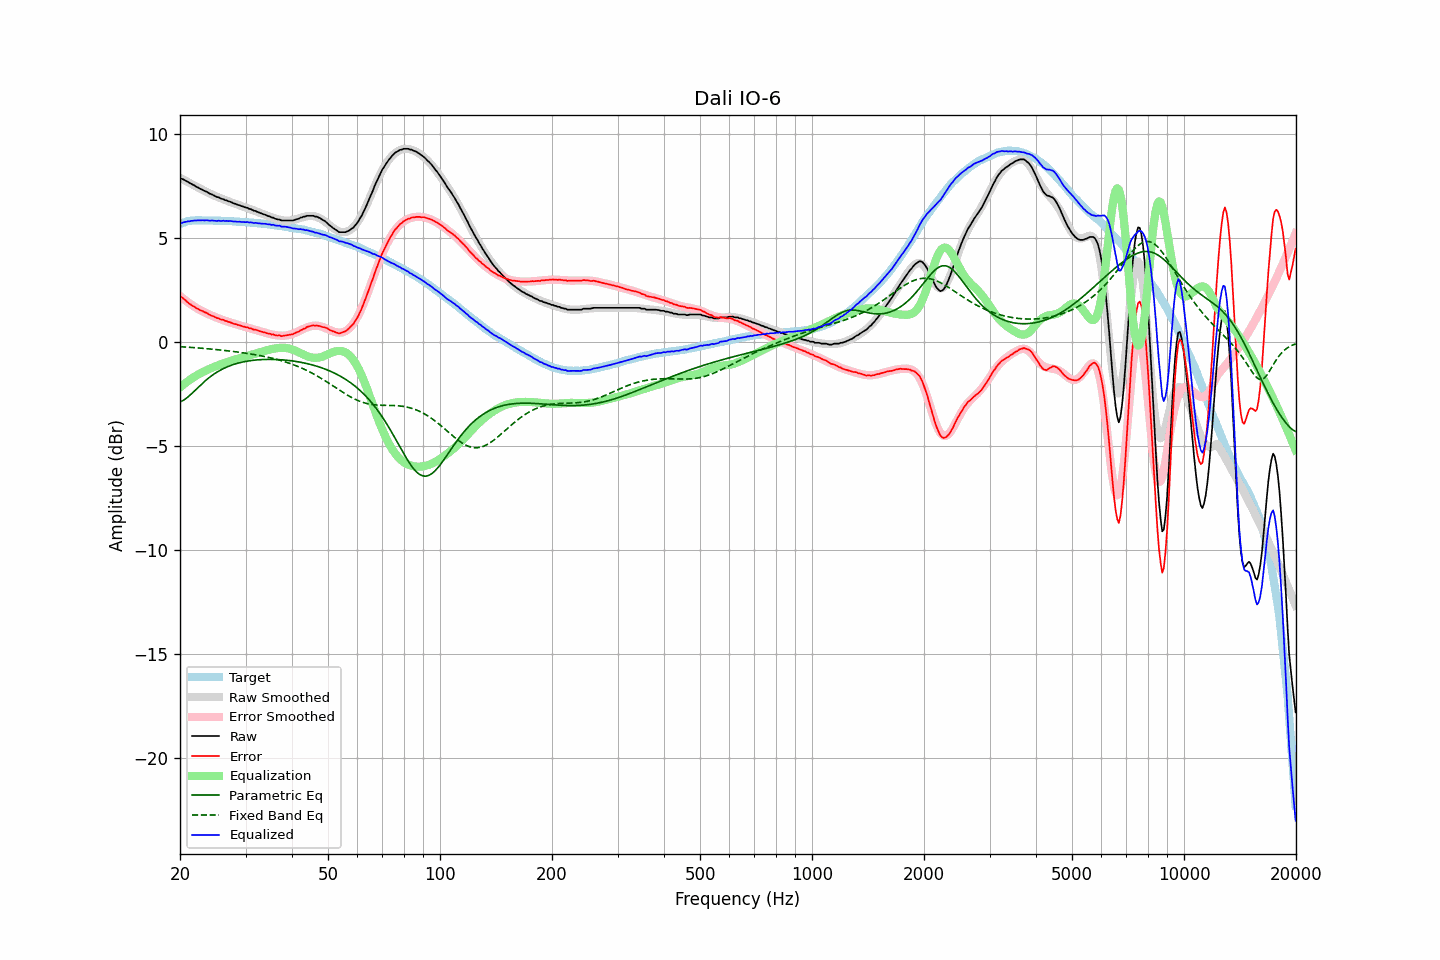 Dali IO-6
Amplitude (dBr)
10
5
0
−5
−10
−15
−20
Target
Raw Smoothed
Error Smoothed
Raw
Error
Equalization
Parametric Eq
Fixed Band Eq
Equalized
20 50 100 200 500 1000 2000 5000 10000 20000
Frequency (Hz)